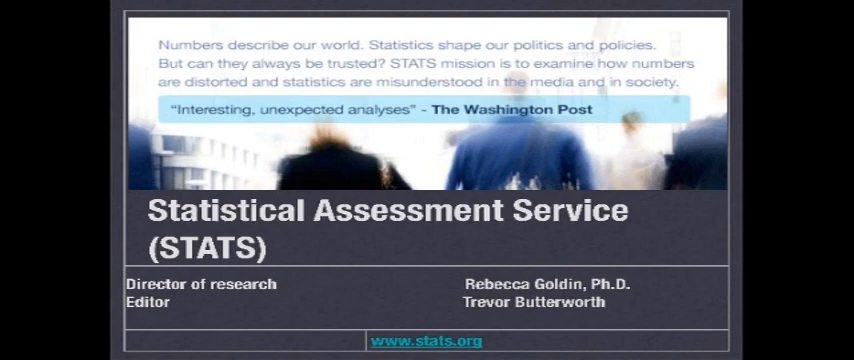 Numbers describe our world. Statistics shape our politics and policies.
But can they always be trusted? STATS mission is to examine how numbers
are distorted and statistics are misunderstood in the media and in society.
“Interesting, unexpected analyses” - The Washington Post
Statistical Assessment Service
(STATS)
Director of research Rebecca Goldin, Ph.D.
Editor Trevor Butterworth
www.stats.org